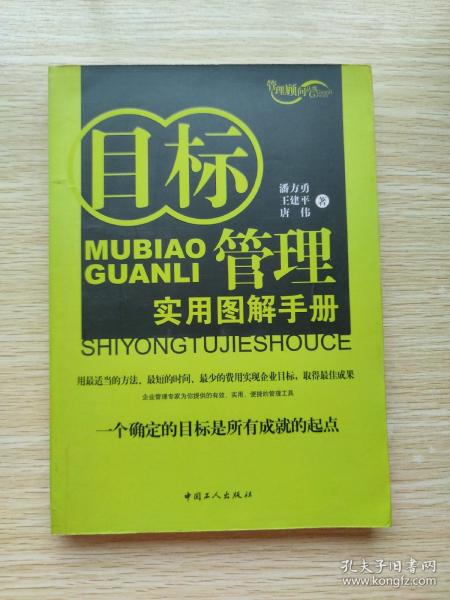 管理顾问
目标
潘方勇
王建平
唐伟
著
MUBIAO
GUANLI
管理
实用图解手册
SHIYONGTUJIESHOUCE
用最适当的方法，最短的时间，最少的费用实现企业目标，取得最佳成果
企业管理专家为你提供的有效、实用、便捷的管理工具
一个确定的目标是所有成就的起点
中国工人出版社
孔夫子旧书网
www.kongfz.com